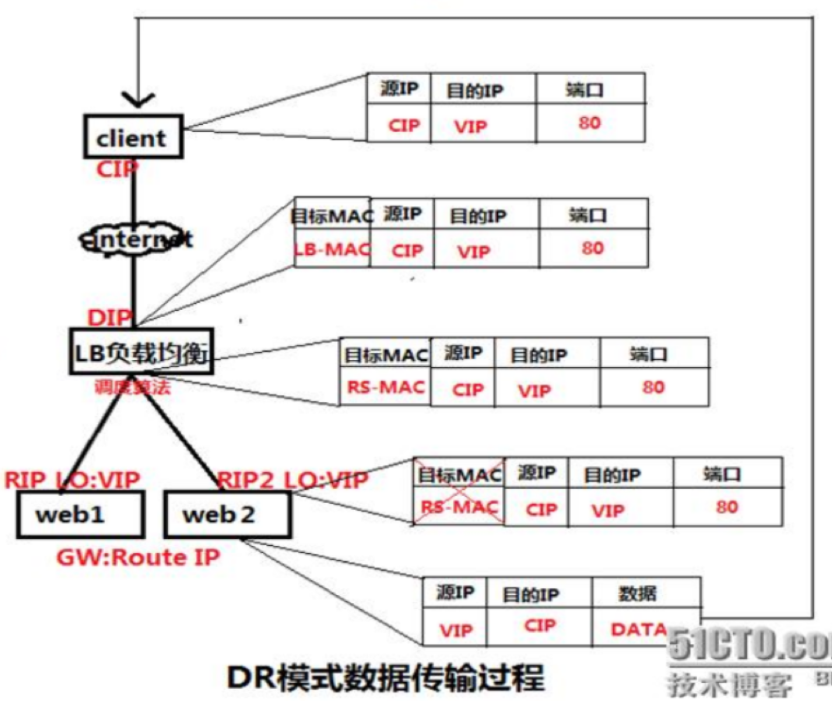 源IP 目的IP 端口
CIP VIP 80
client
CIP
internet
目标MAC 源IP 目的IP 端口
LB-MAC CIP VIP 80
DIP
LB负载均衡
调度算法
目标MAC 源IP 目的IP 端口
RS-MAC CIP VIP 80
RIP LO:VIP
RIP2 LO:VIP
web1
web2
GW:Route IP
目标MAC 源IP 目的IP 端口
RS-MAC CIP VIP 80
源IP 目的IP 数据
VIP CIP DATA
DR模式数据传输过程
51CTO.co
技术博客